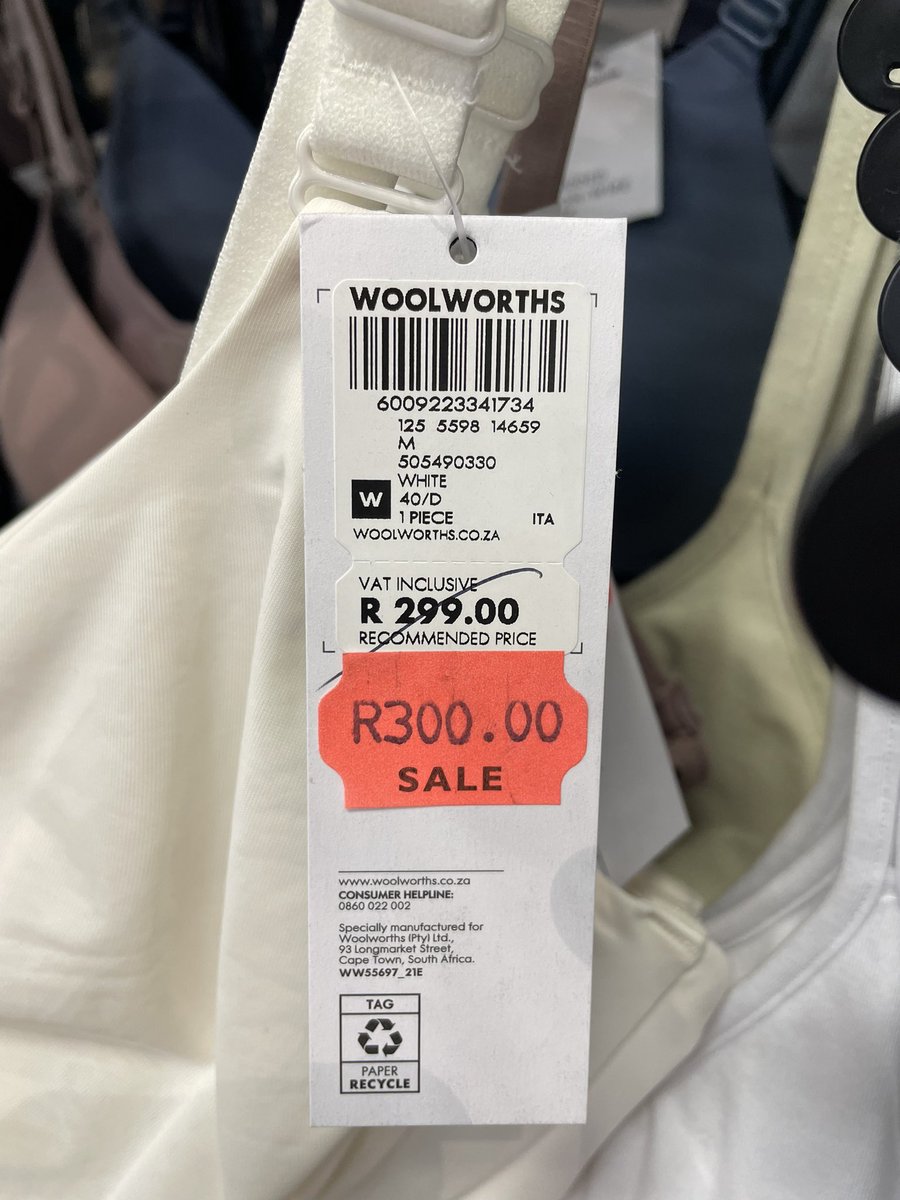 WOOLWORTHS
6009223341734
125 5598 14659
M
505490330
WHITE
W 40/D
1 PIECE ITA
WOOLWORTHS.CO.ZA
VAT INCLUSIVE
R 299.00
RECOMMENDED PRICE
R300.00
SALE
www.woolworths.co.za
CONSUMER HELPLINE:
0860 022 002
Specially manufactured for
Woolworths (Pty) Ltd.,
93 Longmarket Street,
Cape Town, South Africa.
WW55697_21E
TAG
PAPER
RECYCLE